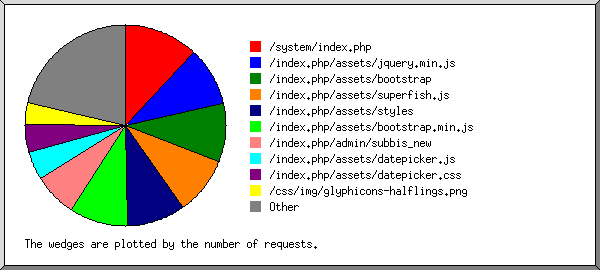 /system/index.php
/index.php/assets/jquery.min.js
/index.php/assets/bootstrap
/index.php/assets/superfish.js
/index.php/assets/styles
/index.php/assets/bootstrap.min.js
/index.php/admin/subbis_new
/index.php/assets/datepicker.js
/index.php/assets/datepicker.css
/css/img/glyphicons-halflings.png
Other
The wedges are plotted by the number of requests.